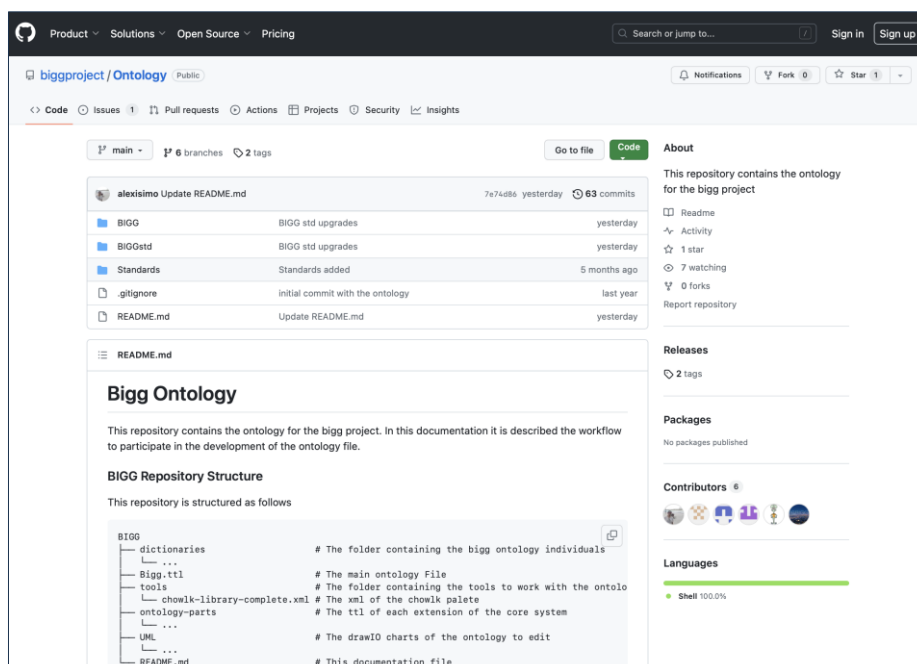 Product Solutions Open Source Pricing Search or jump to... / Sign in Sign up
biggproject / Ontology Public Notifications Fork 0 Star 1
Code Issues 1 Pull requests Actions Projects Security Insights
main 6 branches 2 tags Go to file Code
alexisimo Update README.md 7e74d86 yesterday 63 commits
BIGG BIGG std upgrades yesterday
BIGGstd BIGG std upgrades yesterday
Standards Standards added 5 months ago
.gitignore initial commit with the ontology last year
README.md Update README.md yesterday
README.md
Bigg Ontology
This repository contains the ontology for the bigg project. In this documentation it is described the workflow
to participate in the development of the ontology file.
BIGG Repository Structure
This repository is structured as follows
BIGG
├── dictionaries # The folder containing the bigg ontology individuals
│ └── ...
├── Bigg.ttl # The main ontology File
├── tools # The folder containing the tools to work with the ontolo
│ └── chowlk-library-complete.xml # The xml of the chowlk palete
├── ontology-parts # The ttl of each extension of the core system
│ └── ...
├── UML # The drawIO charts of the ontology to edit
│ └── ...
├── README.md # This documentation file
About
This repository contains the ontology
for the bigg project
Readme
Activity
1 star
7 watching
0 forks
Report repository
Releases
2 tags
Packages
No packages published
Contributors 6
Languages
Shell 100.0%